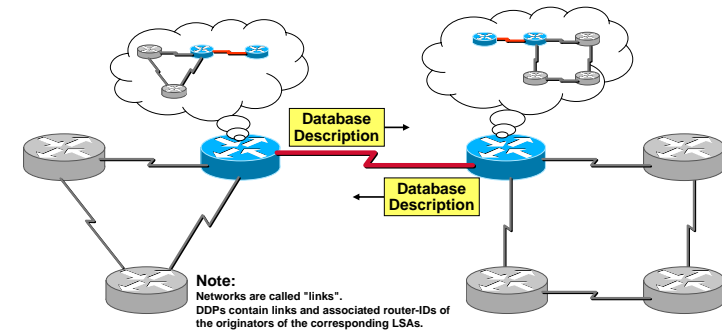 Database
Description
Database
Description
Note:
Networks are called "links".
DDPs contain links and associated router-IDs of
the originators of the corresponding LSAs.